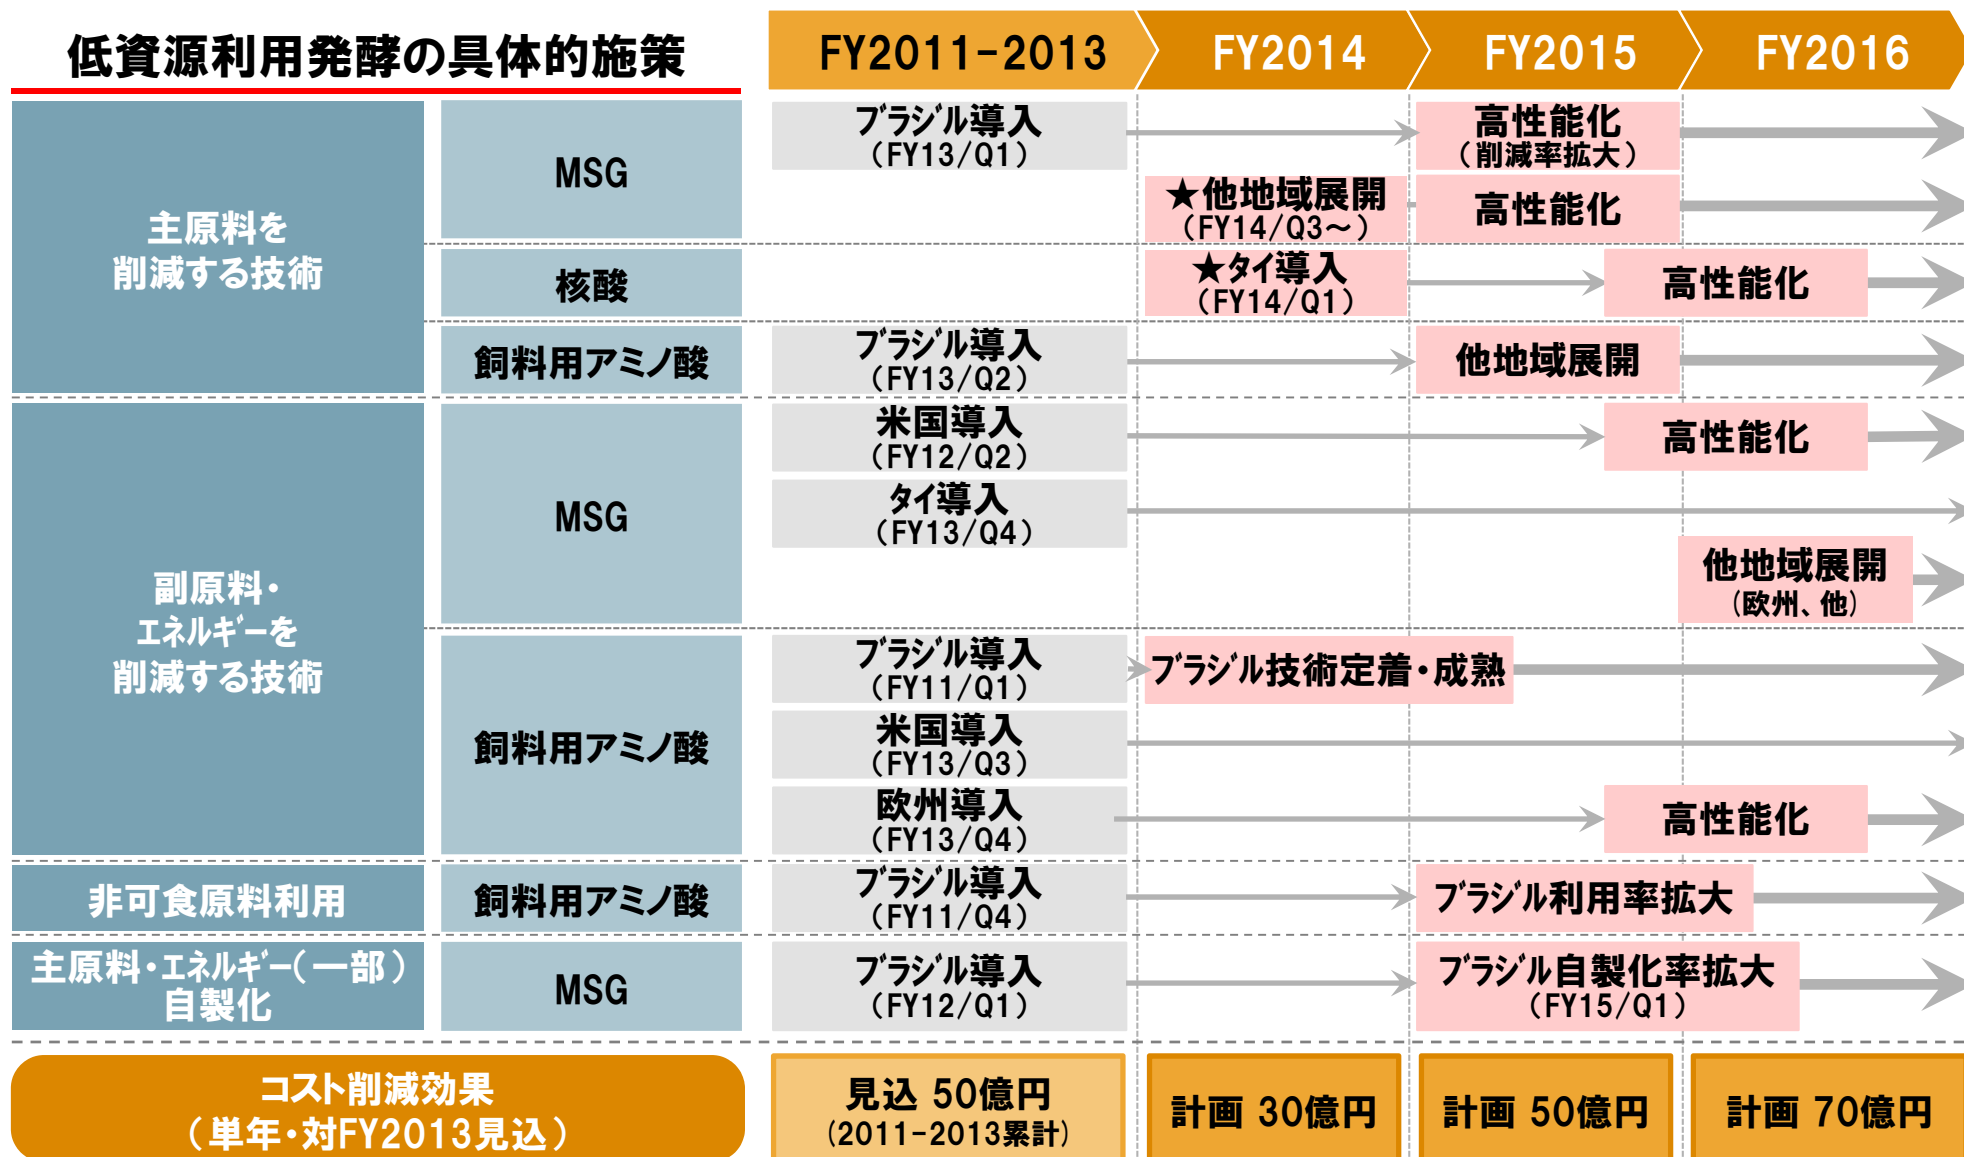 低資源利用発酵の具体的施策
FY2011-2013
FY2014
FY2015
FY2016
主原料を
削減する技術
MSG
ブラジル導入
(FY13/Q1)
高性能化
(削減率拡大)
★他地域展開
(FY14/Q3～)
高性能化
核酸
★タイ導入
(FY14/Q1)
高性能化
飼料用アミノ酸
ブラジル導入
(FY13/Q2)
他地域展開
副原料・
エネルギーを
削減する技術
MSG
米国導入
(FY12/Q2)
高性能化
タイ導入
(FY13/Q4)
他地域展開
(欧州、他)
飼料用アミノ酸
ブラジル導入
(FY11/Q1)
ブラジル技術定着・成熟
米国導入
(FY13/Q3)
欧州導入
(FY13/Q4)
高性能化
非可食原料利用
飼料用アミノ酸
ブラジル導入
(FY11/Q4)
ブラジル利用率拡大
主原料・エネルギー(一部)
自製化
MSG
ブラジル導入
(FY12/Q1)
ブラジル自製化率拡大
(FY15/Q1)
コスト削減効果
(単年・対FY2013見込)
見込 50億円
(2011-2013累計)
計画 30億円
計画 50億円
計画 70億円